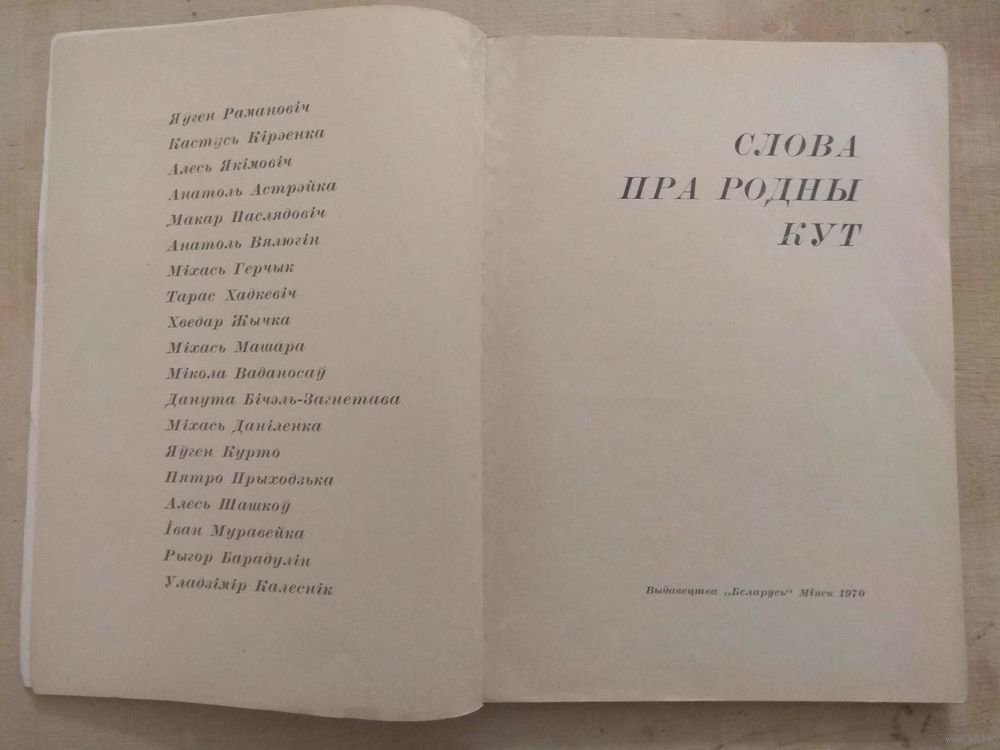 Яўген Рамановіч
Кастусь Кірэенка
Алесь Якімовіч
Анатоль Астрэйка
Макар Паслядовіч
Анатоль Вялюгін
Міхась Герчык
Тарас Хадкевіч
Хведар Жычка
Міхась Машара
Мікола Ваданосаў
Данута Бічэль-Загнетава
Міхась Даніленка
Яўген Курто
Пятро Прыходзька
Алесь Шашкоў
Іван Муравейка
Рыгор Барадулін
Уладзімір Калеснік
СЛОВА
ПРА РОДНЫ
КУТ
Выдавецтва „Беларусь“ Мінск 1970